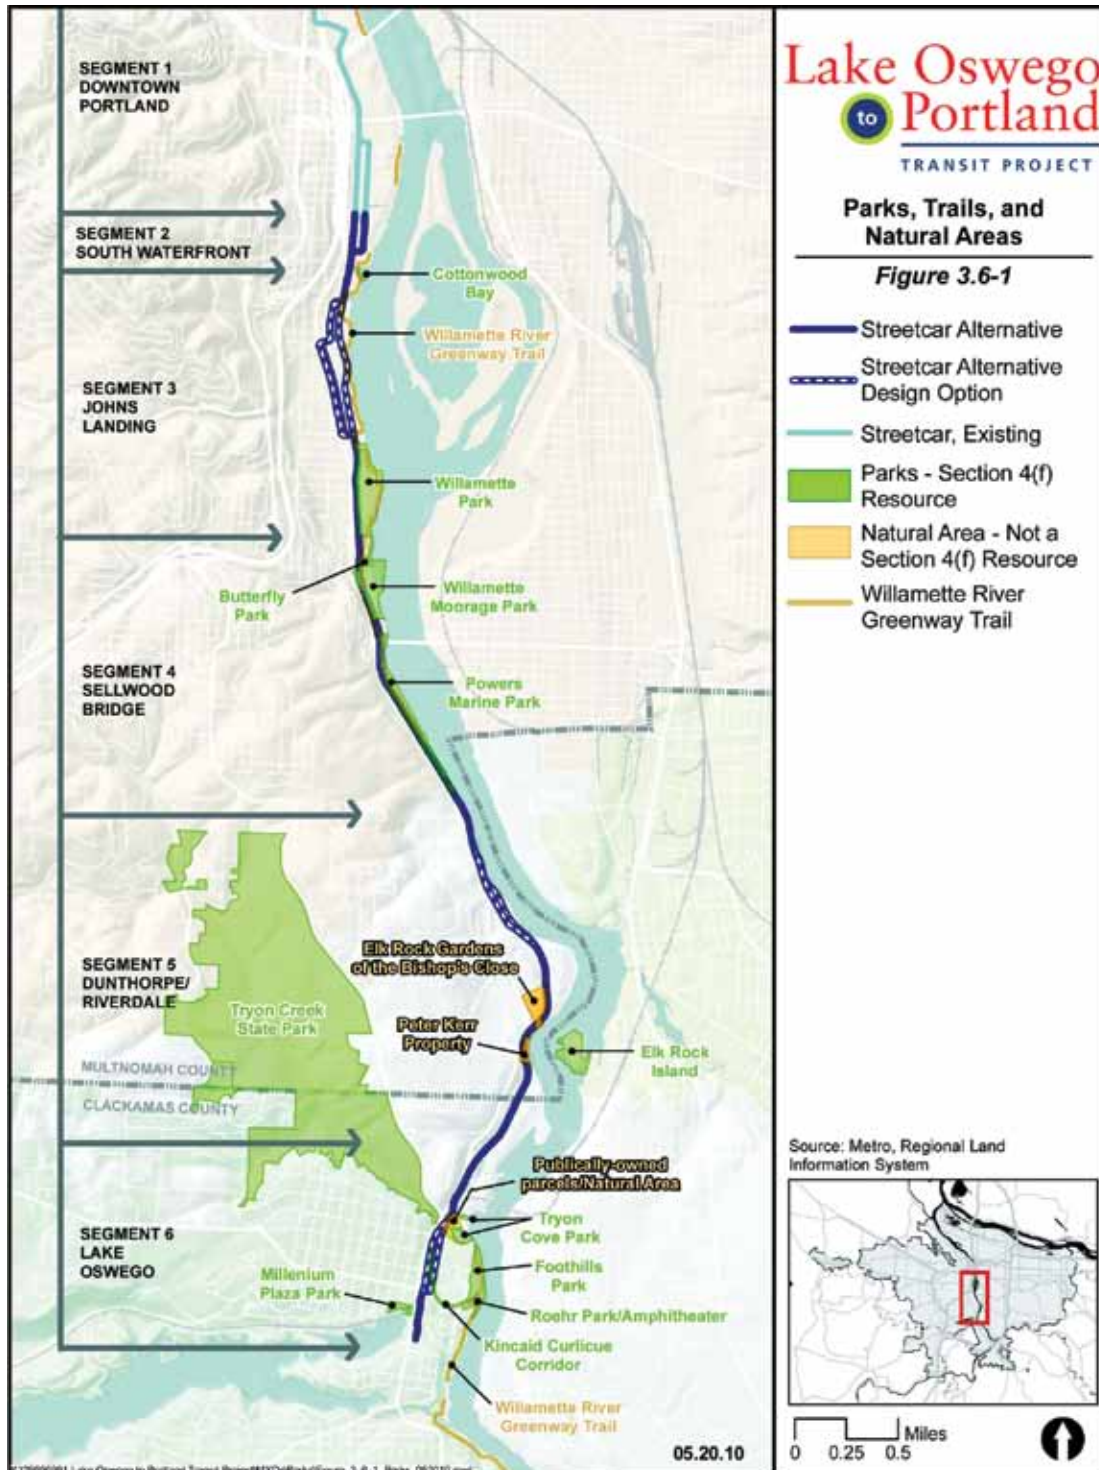 SEGMENT 1
DOWNTOWN
PORTLAND
SEGMENT 2
SOUTH WATERFRONT
Cottonwood
Bay
Willamette River
Greenway Trail
SEGMENT 3
JOHNS
LANDING
Willamette
Park
Butterfly
Park
Willamette
Moorage Park
SEGMENT 4
SELLWOOD
BRIDGE
Powers
Marine Park
SEGMENT 5
DUNTHORPE/
RIVERDALE
Elk Rock Gardens
of the Bishop's Close
Tryon Creek
State Park
Peter Kerr
Property
Elk Rock
Island
MULTNOMAH COUNTY
CLACKAMAS COUNTY
Publically-owned
parcels/Natural Area
SEGMENT 6
LAKE
OSWEGO
Tryon
Cove Park
Foothills
Park
Millenium
Plaza Park
Roehr Park/Amphitheater
Kincaid Curlicue
Corridor
Willamette River
Greenway Trail
05.20.10
Lake Oswego
to Portland
TRANSIT PROJECT
Parks, Trails, and
Natural Areas
Figure 3.6-1
Streetcar Alternative
Streetcar Alternative
Design Option
Streetcar, Existing
Parks - Section 4(f)
Resource
Natural Area - Not a
Section 4(f) Resource
Willamette River
Greenway Trail
Source: Metro, Regional Land
Information System
Miles
0 0.25 0.5